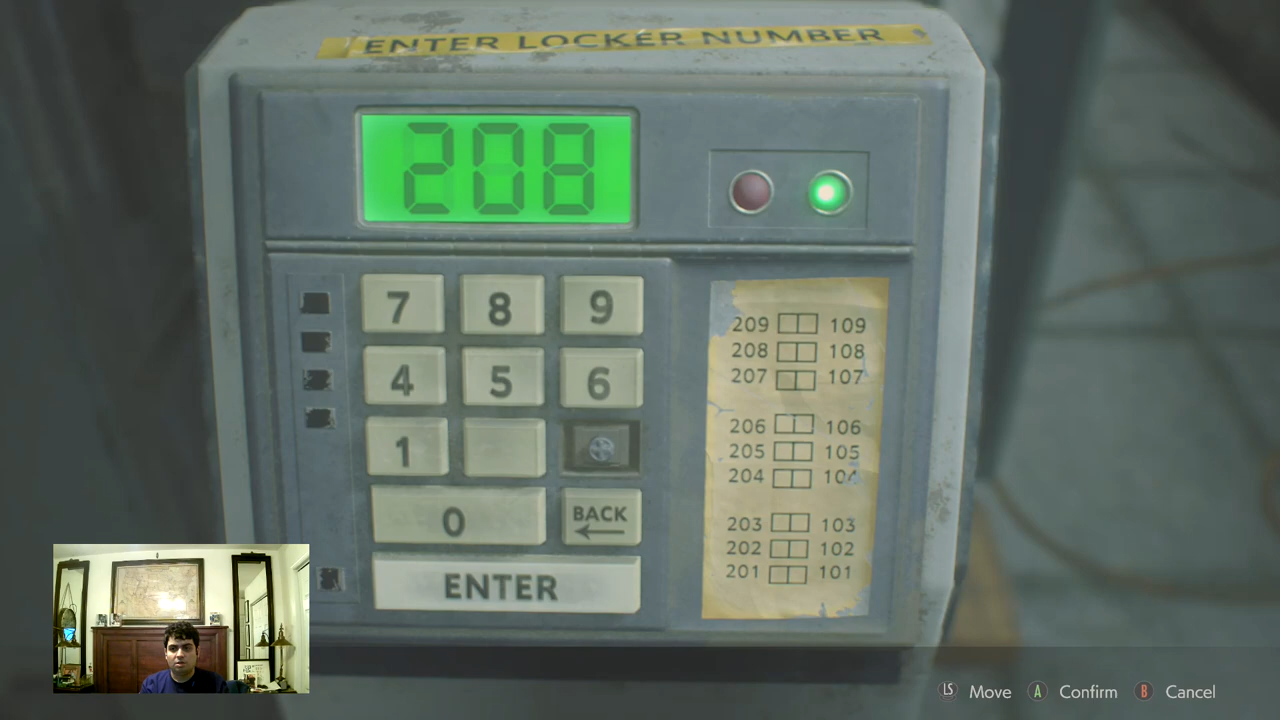 ENTER LOCKER NUMBER
208
7 8 9
4 5 6
1
0 BACK
ENTER
209 109
208 108
207 107
206 106
205 105
204 104
203 103
202 102
201 101
LS Move A Confirm B Cancel